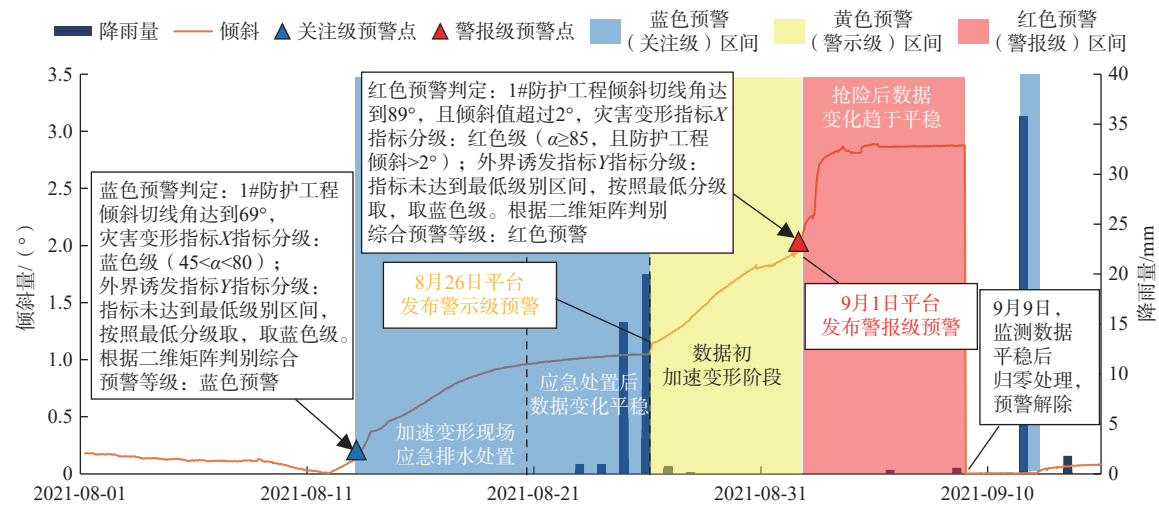 降雨量
倾斜
关注级预警点
警报级预警点
蓝色预警
（关注级）区间
黄色预警
（警示级）区间
红色预警
（警报级）区间
倾斜量/（°）
3.5
3.0
2.5
2.0
1.5
1.0
0.5
0
降雨量/mm
40
35
30
25
20
15
10
5
0
2021-08-01
2021-08-11
2021-08-21
2021-08-31
2021-09-10
蓝色预警判定：1#防护工程
倾斜切线角达到69°，
灾害变形指标X指标分级：
蓝色级（45<α<80）；
外界诱发指标Y指标分级：
指标未达到最低级别区间，
按照最低分级取，取蓝色级。
根据二维矩阵判别综合
预警等级：蓝色预警
红色预警判定：1#防护工程倾斜切线角达
到89°，且倾斜值超过2°，灾害变形指标X
指标分级：红色级（α≥85，且防护工程
倾斜>2°）；外界诱发指标Y指标分级：
指标未达到最低级别区间，按照最低分级
取，取蓝色级。根据二维矩阵判别
综合预警等级：红色预警
8月26日平台
发布警示级预警
加速变形现场
应急排水处置
应急处置后
数据变化平稳
数据初
加速变形阶段
抢险后数据
变化趋于平稳
9月1日平台
发布警报级预警
9月9日，
监测数据
平稳后
归零处理，
预警解除